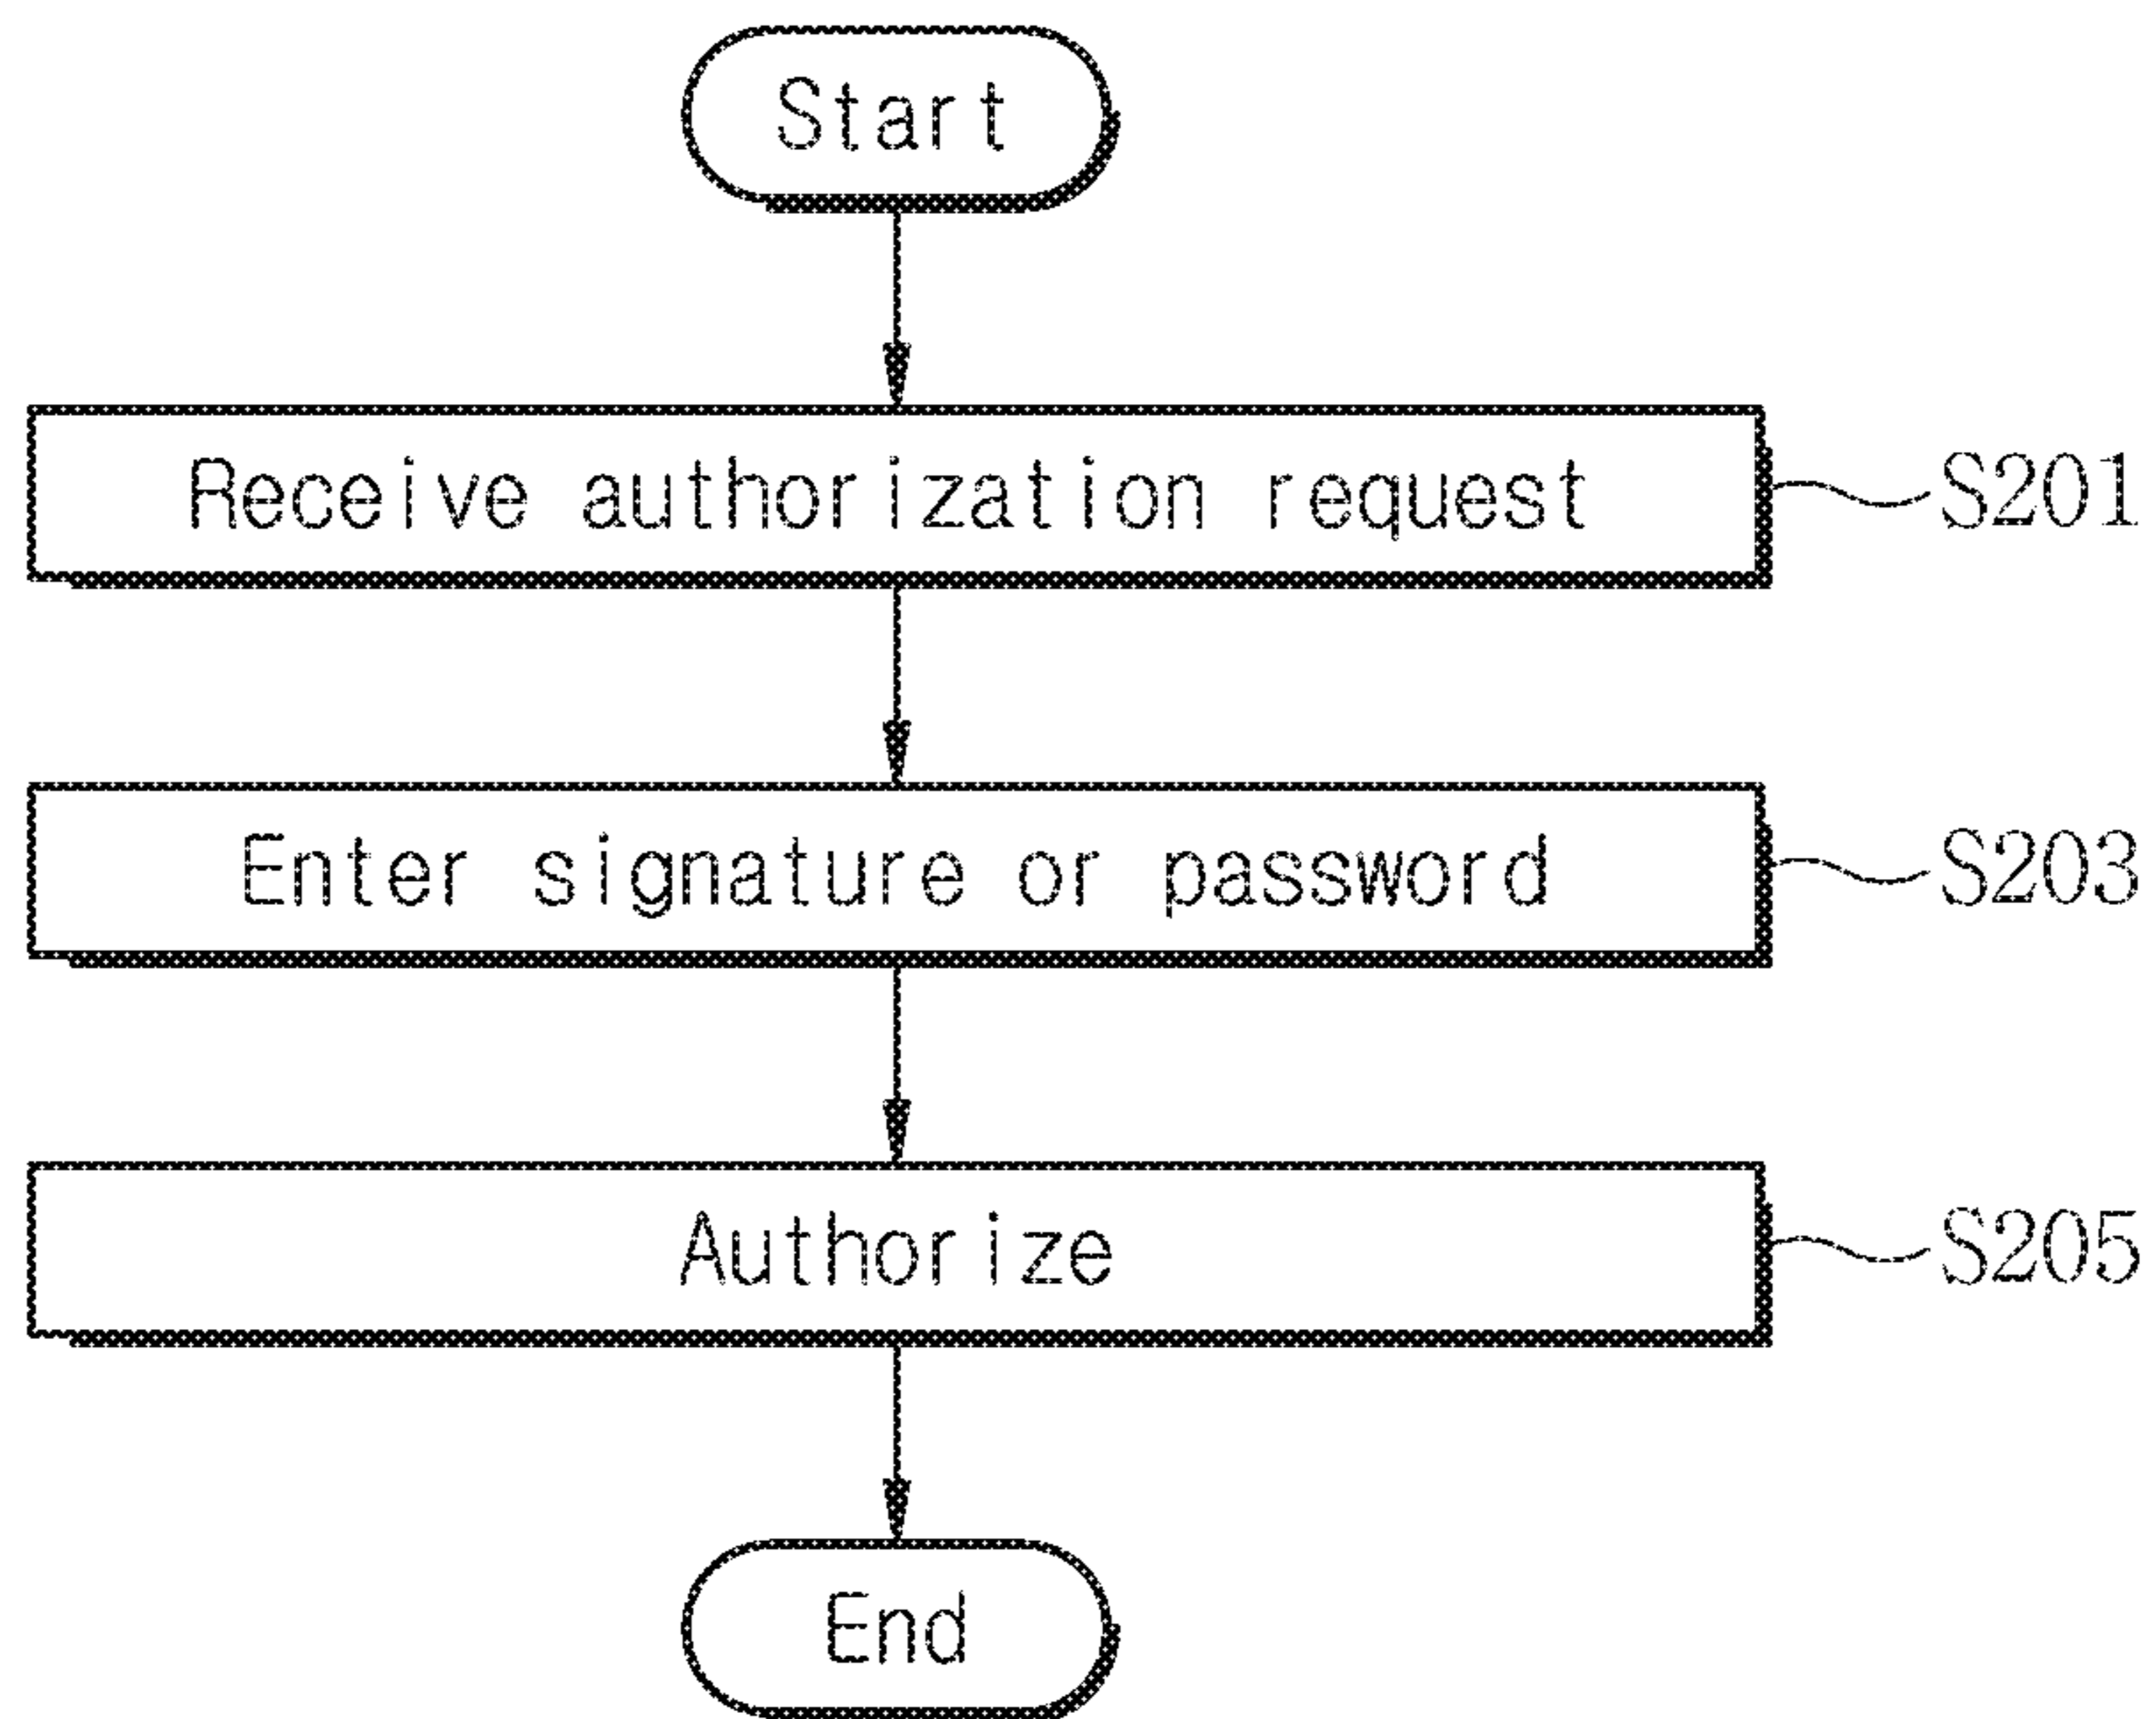 Start
Receive authorization request S201
Enter signature or password S203
Authorize S205
End